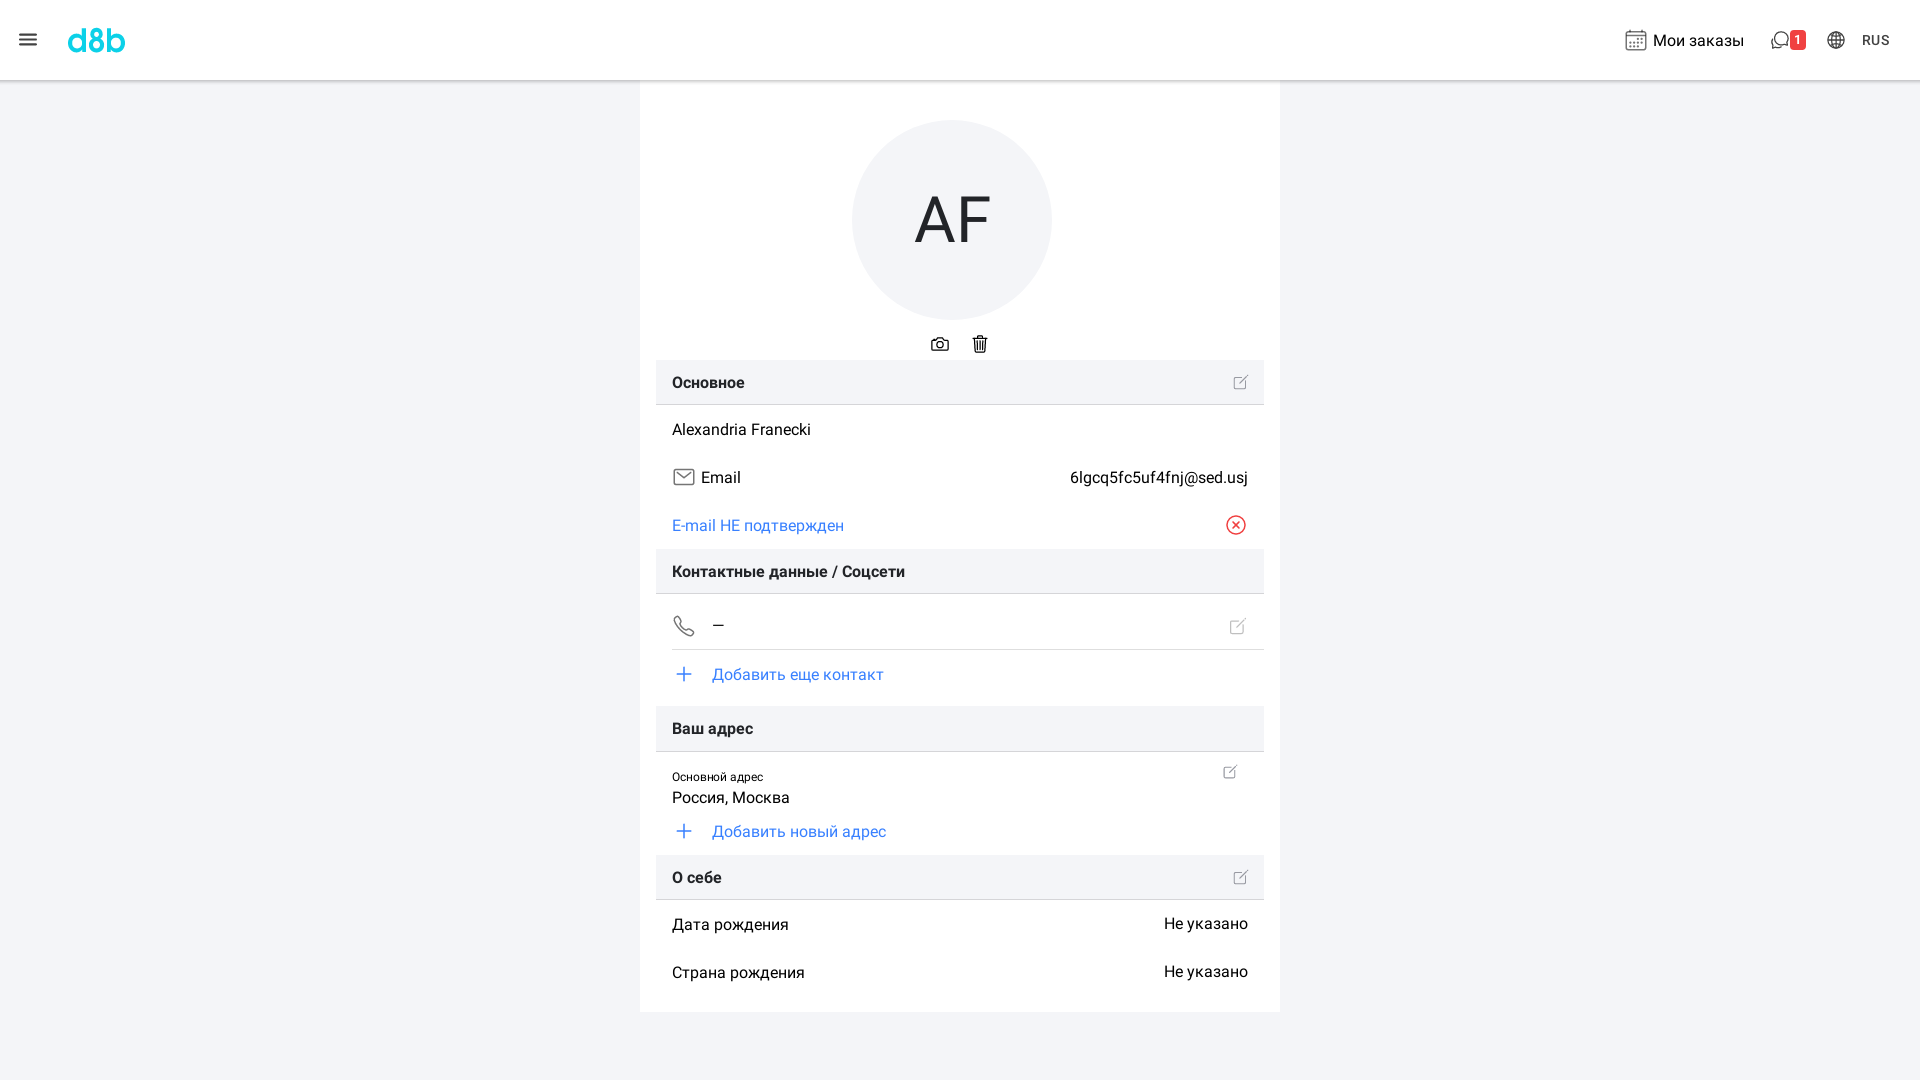 d8b
Мои заказы
1
RUS
AF
Основное
Alexandria Franecki
Email
6lgcq5fc5uf4fnj@sed.usj
E-mail НЕ подтвержден
Контактные данные / Соцсети
—
Добавить еще контакт
Ваш адрес
Основной адрес
Россия, Москва
Добавить новый адрес
О себе
Дата рождения
Не указано
Страна рождения
Не указано